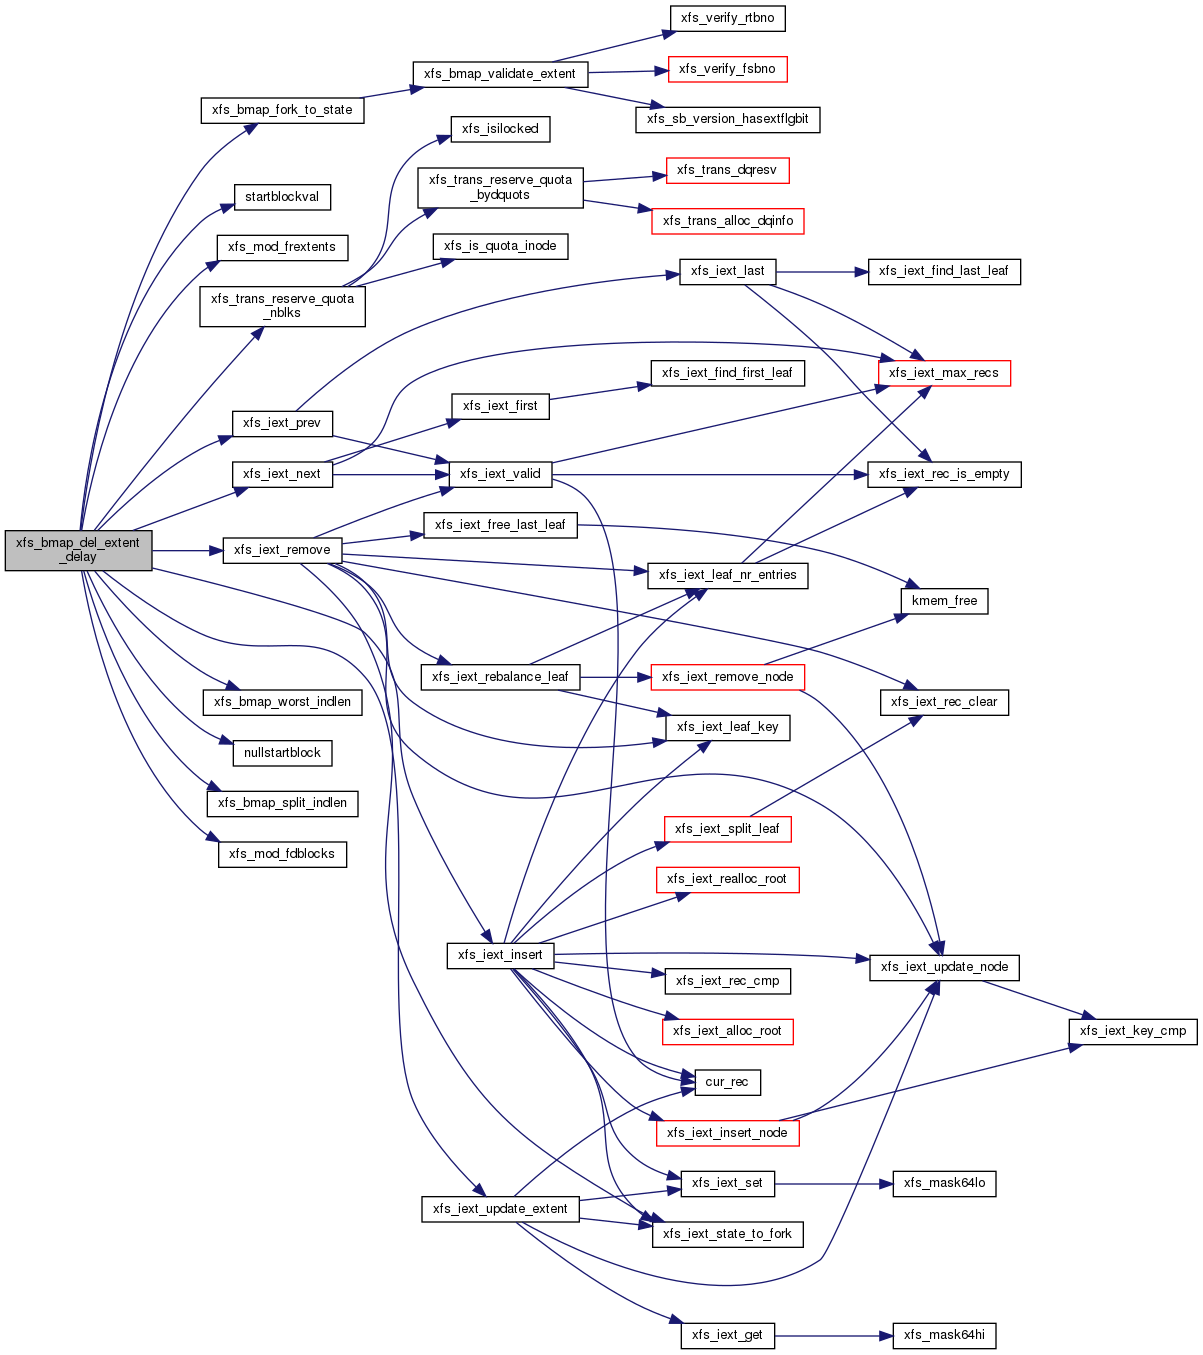 xfs_verify_rtbno
xfs_bmap_validate_extent
xfs_verify_fsbno
xfs_bmap_fork_to_state
xfs_sb_version_hasextflgbit
xfs_isilocked
xfs_trans_reserve_quota
_bydquots
xfs_trans_dqresv
startblockval
xfs_trans_alloc_dqinfo
xfs_mod_frextents
xfs_is_quota_inode
xfs_iext_last
xfs_iext_find_last_leaf
xfs_trans_reserve_quota
_nblks
xfs_iext_find_first_leaf
xfs_iext_max_recs
xfs_iext_first
xfs_iext_prev
xfs_iext_next
xfs_iext_valid
xfs_iext_rec_is_empty
xfs_iext_free_last_leaf
xfs_bmap_del_extent
_delay
xfs_iext_remove
xfs_iext_leaf_nr_entries
kmem_free
xfs_iext_rebalance_leaf
xfs_iext_remove_node
xfs_bmap_worst_indlen
xfs_iext_rec_clear
xfs_iext_leaf_key
nullstartblock
xfs_bmap_split_indlen
xfs_iext_split_leaf
xfs_mod_fdblocks
xfs_iext_realloc_root
xfs_iext_insert
xfs_iext_update_node
xfs_iext_rec_cmp
xfs_iext_alloc_root
xfs_iext_key_cmp
cur_rec
xfs_iext_insert_node
xfs_iext_set
xfs_mask64lo
xfs_iext_update_extent
xfs_iext_state_to_fork
xfs_iext_get
xfs_mask64hi